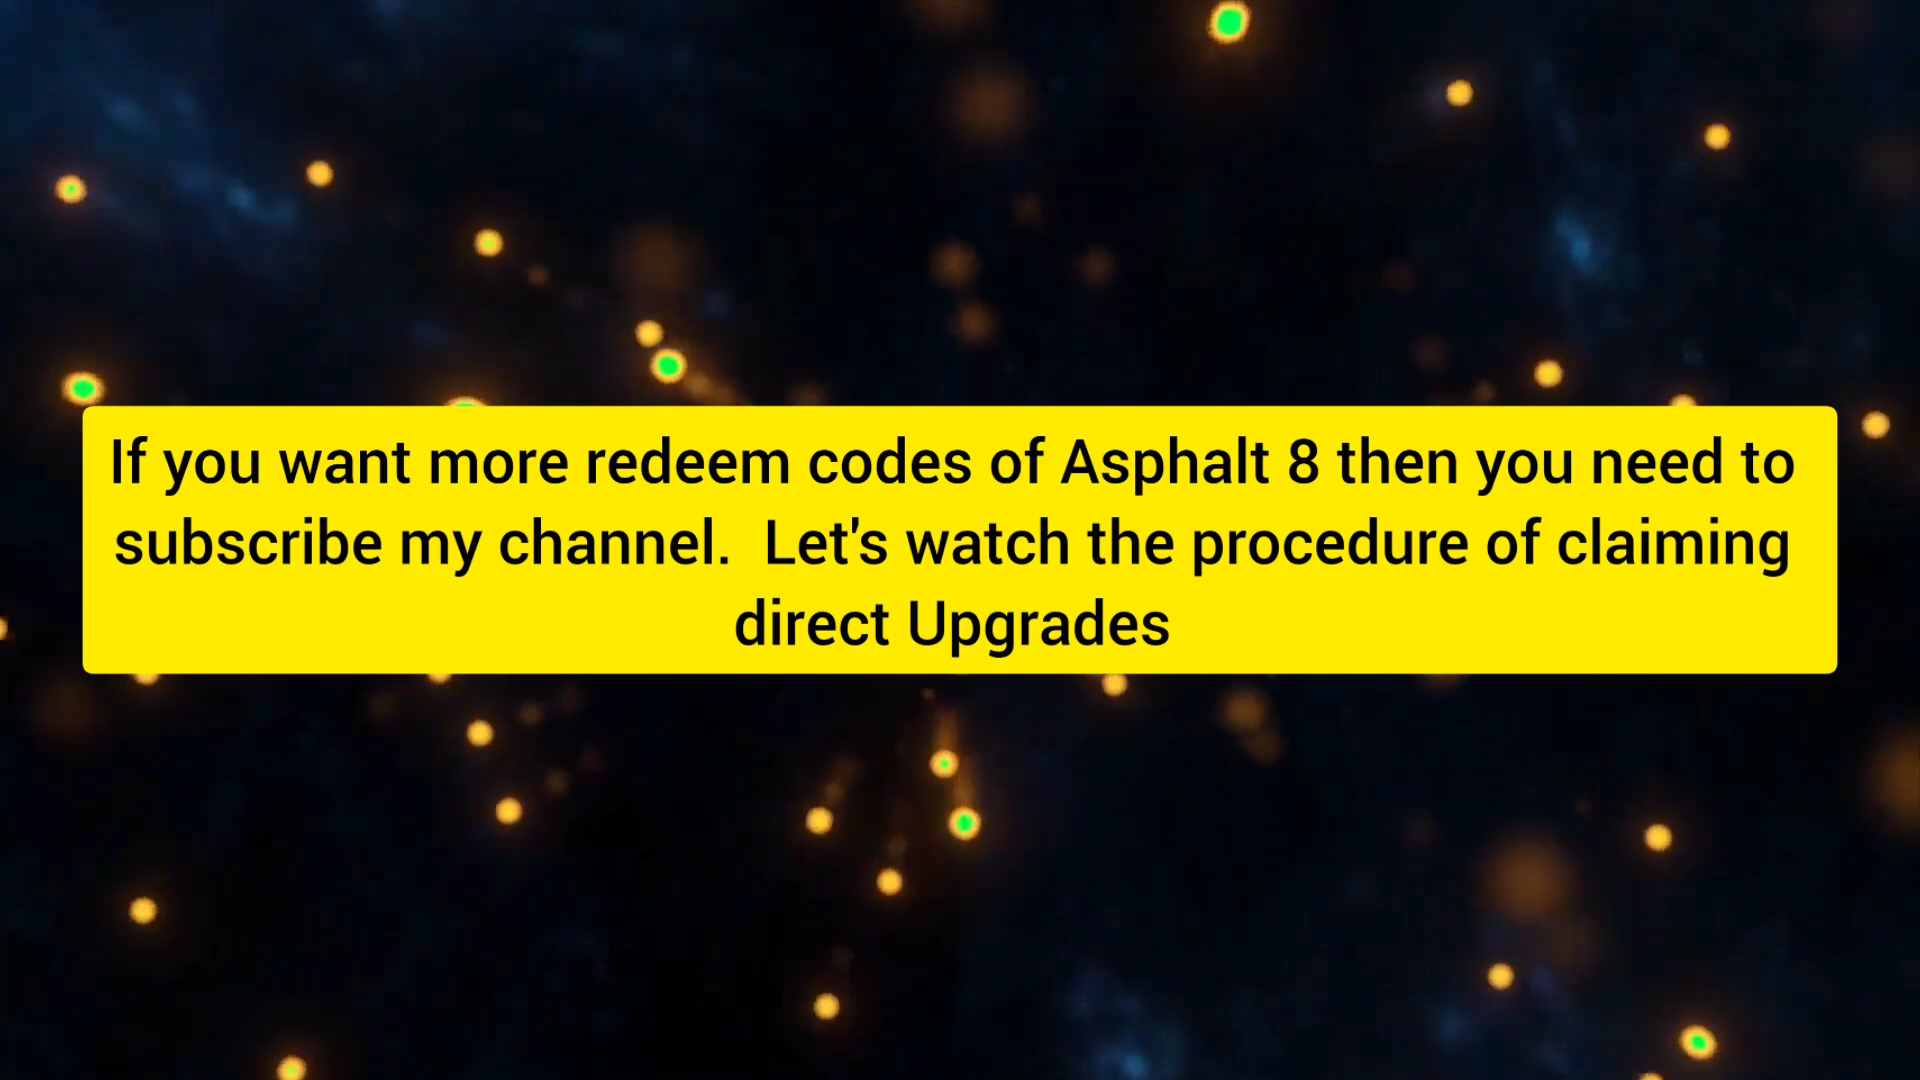 If you want more redeem codes of Asphalt 8 then you need to
subscribe my channel.  Let's watch the procedure of claiming
direct Upgrades